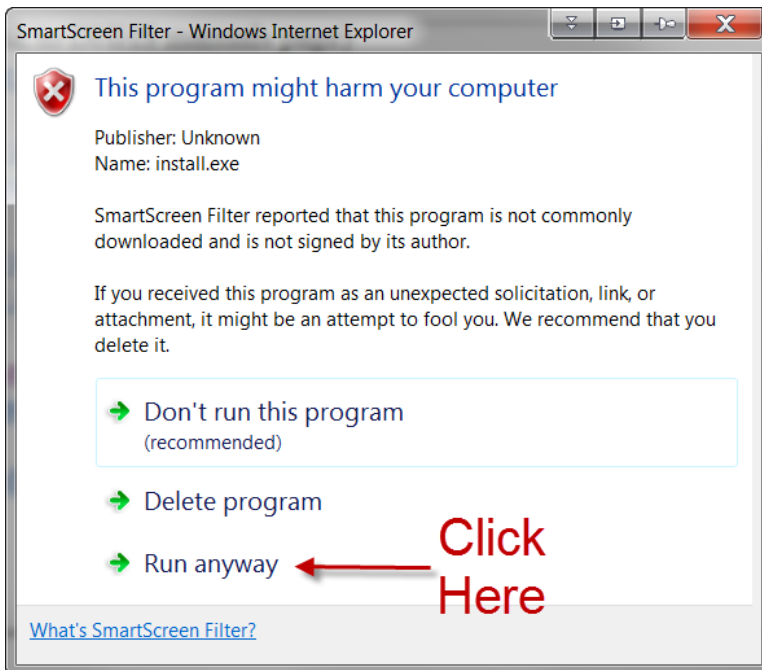 SmartScreen Filter - Windows Internet Explorer
This program might harm your computer
Publisher: Unknown
Name: install.exe
SmartScreen Filter reported that this program is not commonly
downloaded and is not signed by its author.
If you received this program as an unexpected solicitation, link, or
attachment, it might be an attempt to fool you. We recommend that you
delete it.
Don't run this program
(recommended)
Delete program
Run anyway
Click
Here
What's SmartScreen Filter?